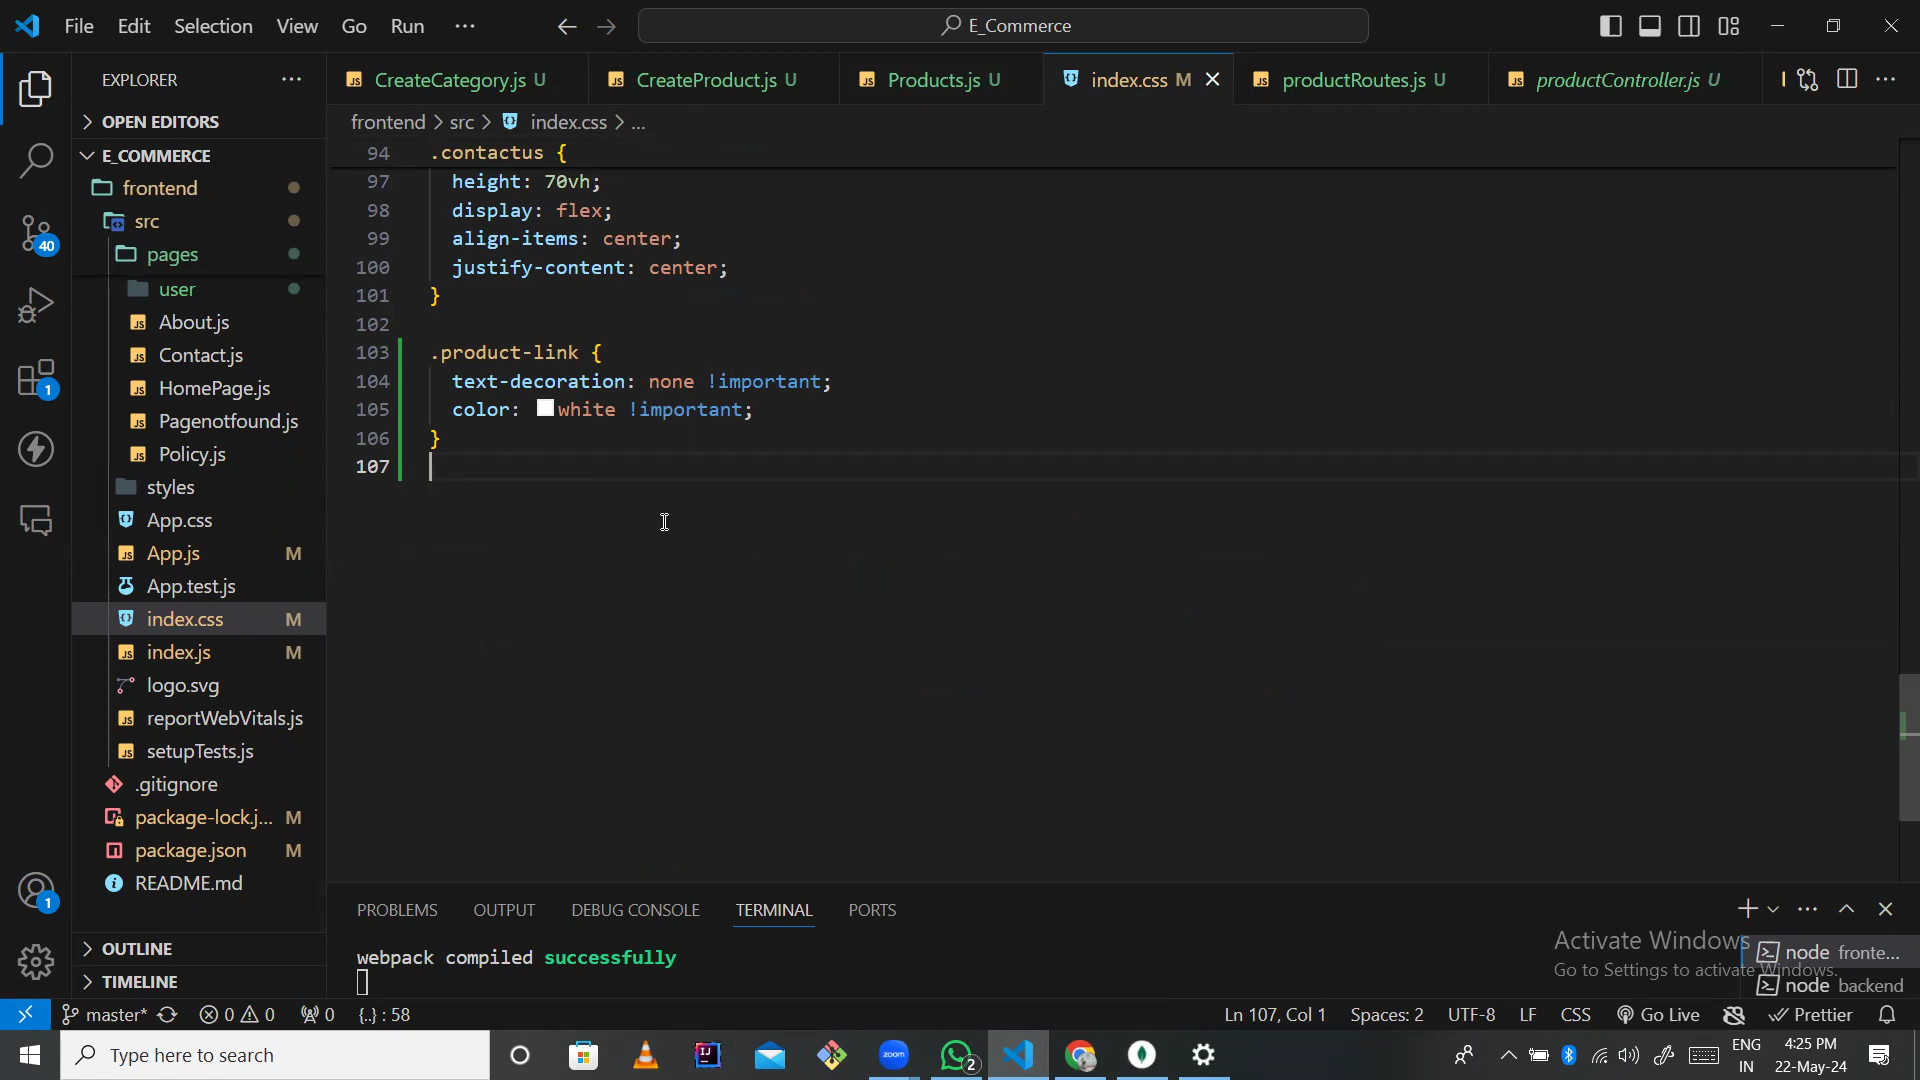 File Edit Selection View Go Run ··· E_Commerce
EXPLORER ···
CreateCategory.js U CreateProduct.js U Products.js U index.css M productRoutes.js U productController.js U
OPEN EDITORS
frontend > src > index.css > ...
E_COMMERCE
frontend
src
pages
user
About.js
Contact.js
HomePage.js
Pagenotfound.js
Policy.js
styles
App.css
App.js M
App.test.js
index.css M
index.js M
logo.svg
reportWebVitals.js
setupTests.js
.gitignore
package-lock.j... M
package.json M
README.md
OUTLINE
TIMELINE
40
1
1
94 .contactus {
97 height: 70vh;
98 display: flex;
99 align-items: center;
100 justify-content: center;
101 }
102
103 .product-link {
104 text-decoration: none !important;
105 color: white !important;
106 }
107
PROBLEMS OUTPUT DEBUG CONSOLE TERMINAL PORTS
webpack compiled successfully
Activate Windows
Go to Settings to activate Windows.
node fronte...
node backend
master* 0 0 0 {..} : 58 Ln 107, Col 1 Spaces: 2 UTF-8 LF CSS Go Live Prettier
Type here to search zoom 2 ENG IN 4:25 PM 22-May-24